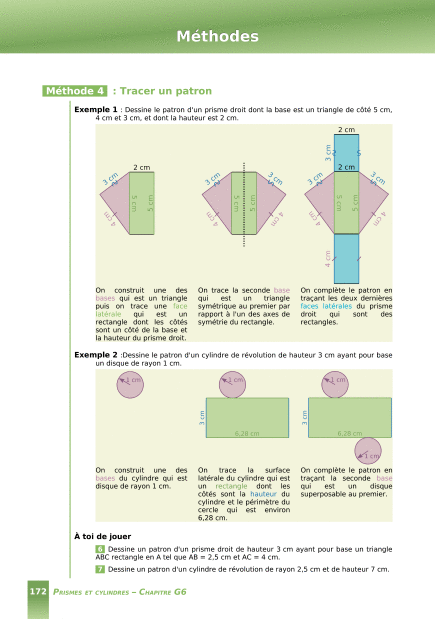 Méthodes
Méthode 4 : Tracer un patron
Exemple 1 : Dessine le patron d'un prisme droit dont la base est un triangle de côté 5 cm,
4 cm et 3 cm, et dont la hauteur est 2 cm.
2 cm
3 cm
5 cm
5 cm
4 cm
3 cm
3 cm
5 cm
5 cm
4 cm
4 cm
2 cm
3 cm
2 cm
3 cm
3 cm
5 cm
5 cm
4 cm
4 cm
4 cm
On construit une des
bases qui est un triangle
puis on trace une face
latérale qui est un
rectangle dont les côtés
sont un côté de la base et
la hauteur du prisme droit.
On trace la seconde base
qui est un triangle
symétrique au premier par
rapport à l'un des axes de
symétrie du rectangle.
On complète le patron en
traçant les deux dernières
faces latérales du prisme
droit qui sont des
rectangles.
Exemple 2 :Dessine le patron d'un cylindre de révolution de hauteur 3 cm ayant pour base
un disque de rayon 1 cm.
1 cm
1 cm
3 cm
6,28 cm
1 cm
3 cm
6,28 cm
1 cm
On construit une des
bases du cylindre qui est
disque de rayon 1 cm.
On trace la surface
latérale du cylindre qui est
un rectangle dont les
côtés sont la hauteur du
cylindre et le périmètre du
cercle qui est environ
6,28 cm.
On complète le patron en
traçant la seconde base
qui est un disque
superposable au premier.
À toi de jouer
6 Dessine un patron d'un prisme droit de hauteur 3 cm ayant pour base un triangle
ABC rectangle en A tel que AB = 2,5 cm et AC = 4 cm.
7 Dessine un patron d'un cylindre de révolution de rayon 2,5 cm et de hauteur 7 cm.
172 PRISMES ET CYLINDRES – CHAPITRE G6